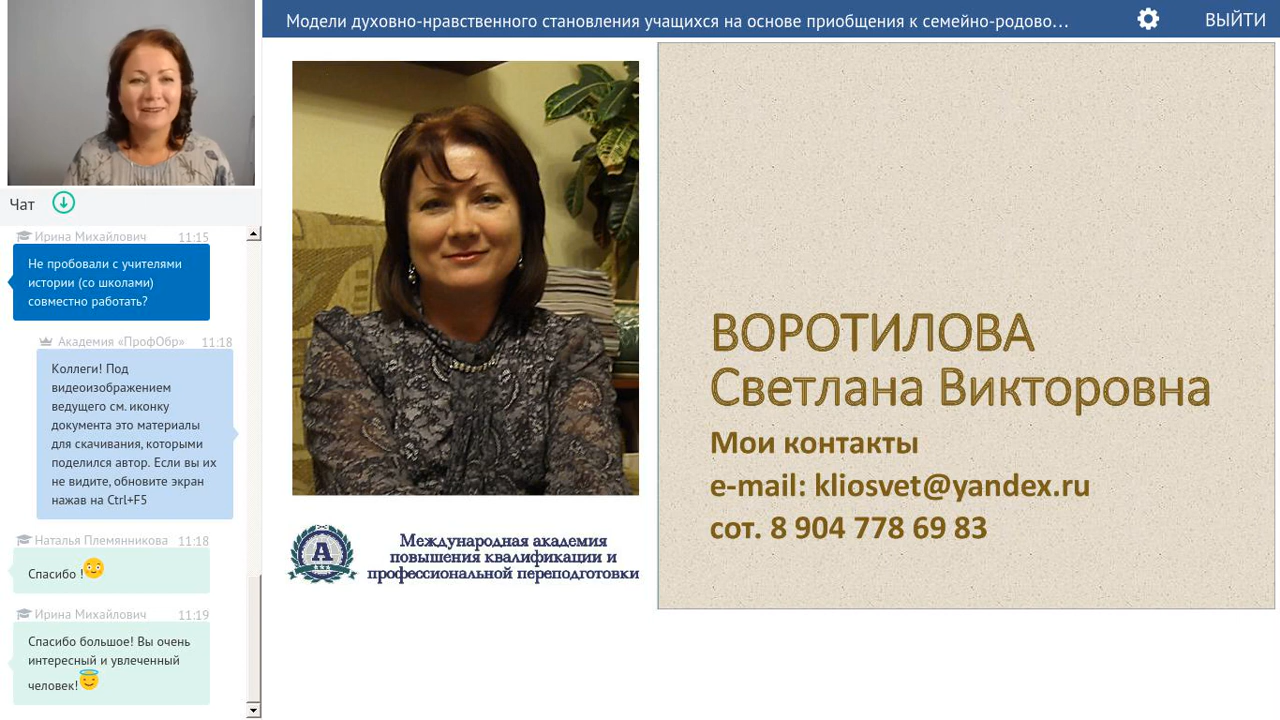 Модели духовно-нравственного становления учащихся на основе приобщения к семейно-родово...
ВЫЙТИ
Чат
Ирина Михайлович 11:15
Не пробовали с учителями
истории (со школами)
совместно работать?
Академия «ПрофОбр» 11:18
Коллеги! Под
видеоизображением
ведущего см. иконку
документа это материалы
для скачивания, которыми
поделился автор. Если вы их
не видите, обновите экран
нажав на Ctrl+F5
Наталья Племянникова 11:18
Спасибо !
Ирина Михайлович 11:19
Спасибо большое! Вы очень
интересный и увлеченный
человек!
А
Международная академия
повышения квалификации и
профессиональной переподготовки
ВОРОТИЛОВА
Светлана Викторовна
Мои контакты
e-mail: kliosvet@yandex.ru
сот. 8 904 778 69 83